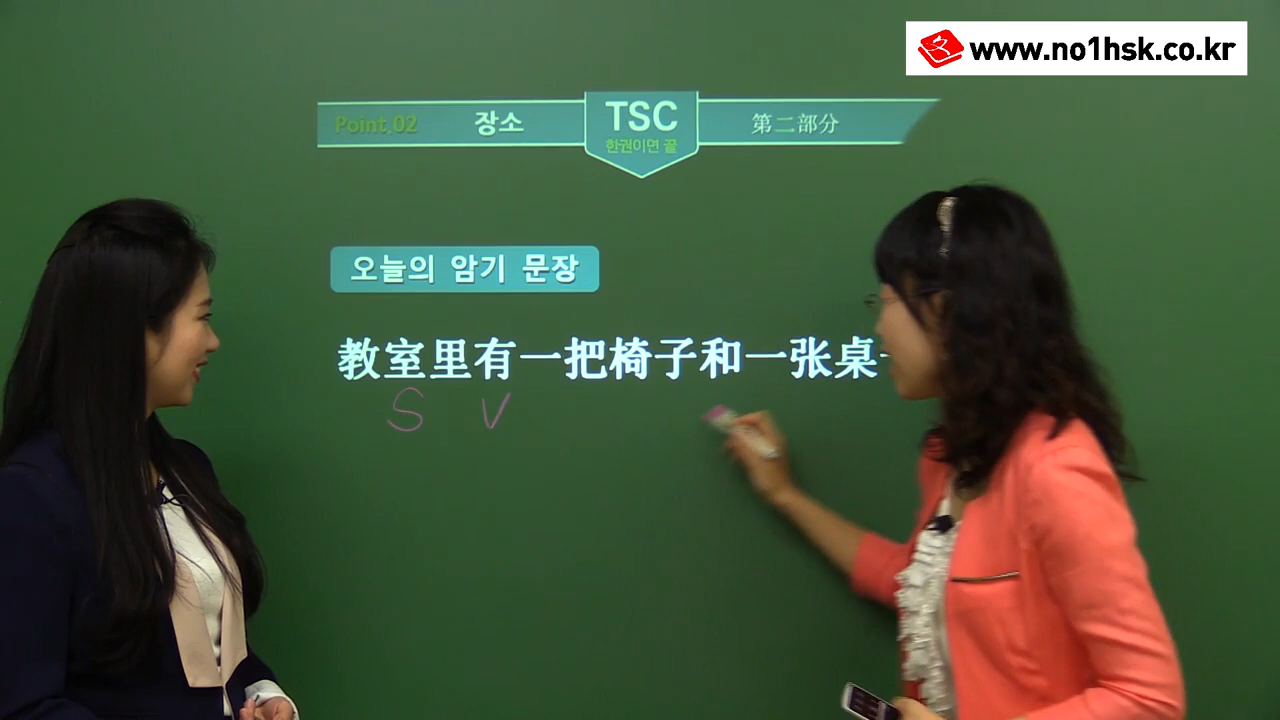 www.no1hsk.co.kr
Point.02 장소 TSC 第二部分
한권이면 끝
오늘의 암기 문장
教室里有一把椅子和一张桌
S V